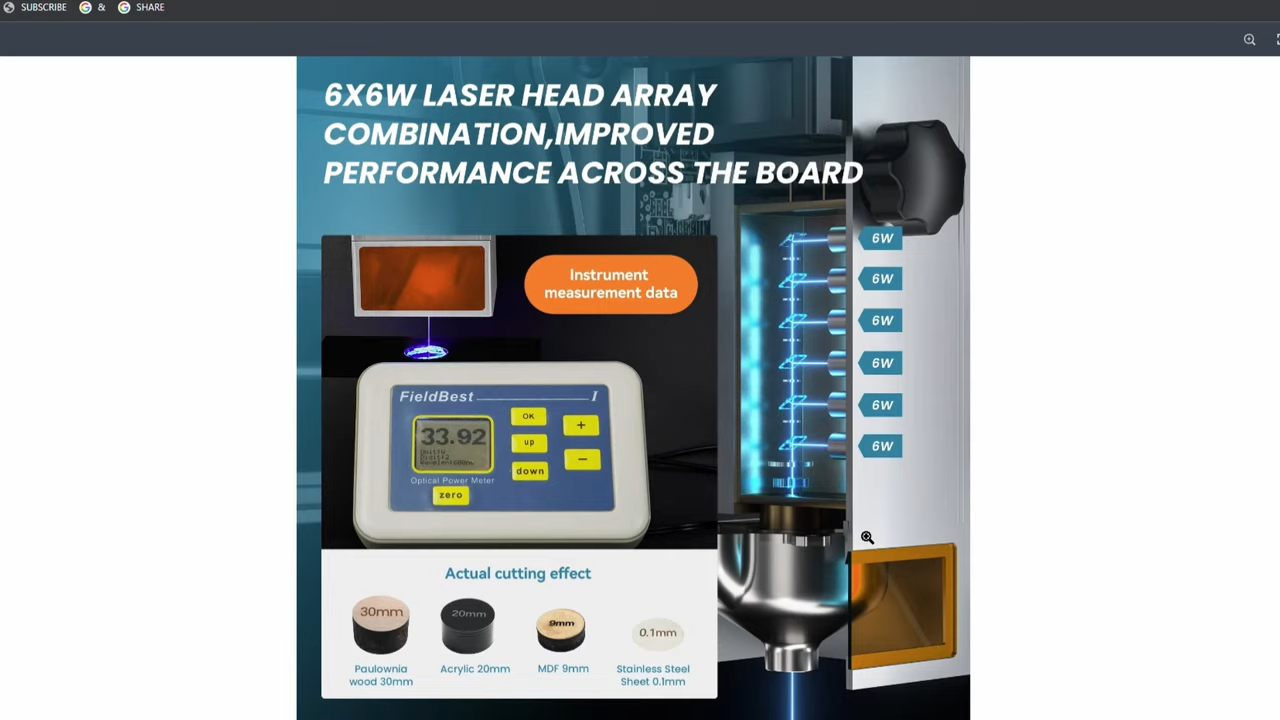 SUBSCRIBE & SHARE
6X6W LASER HEAD ARRAY
COMBINATION,IMPROVED
PERFORMANCE ACROSS THE BOARD
Instrument
measurement data
6W
6W
6W
6W
6W
6W
FieldBest I
33.92
OK
up
down
+
−
Optical Power Meter
zero
Actual cutting effect
30mm
20mm
9mm
0.1mm
Paulownia
wood 30mm
Acrylic 20mm
MDF 9mm
Stainless Steel
Sheet 0.1mm